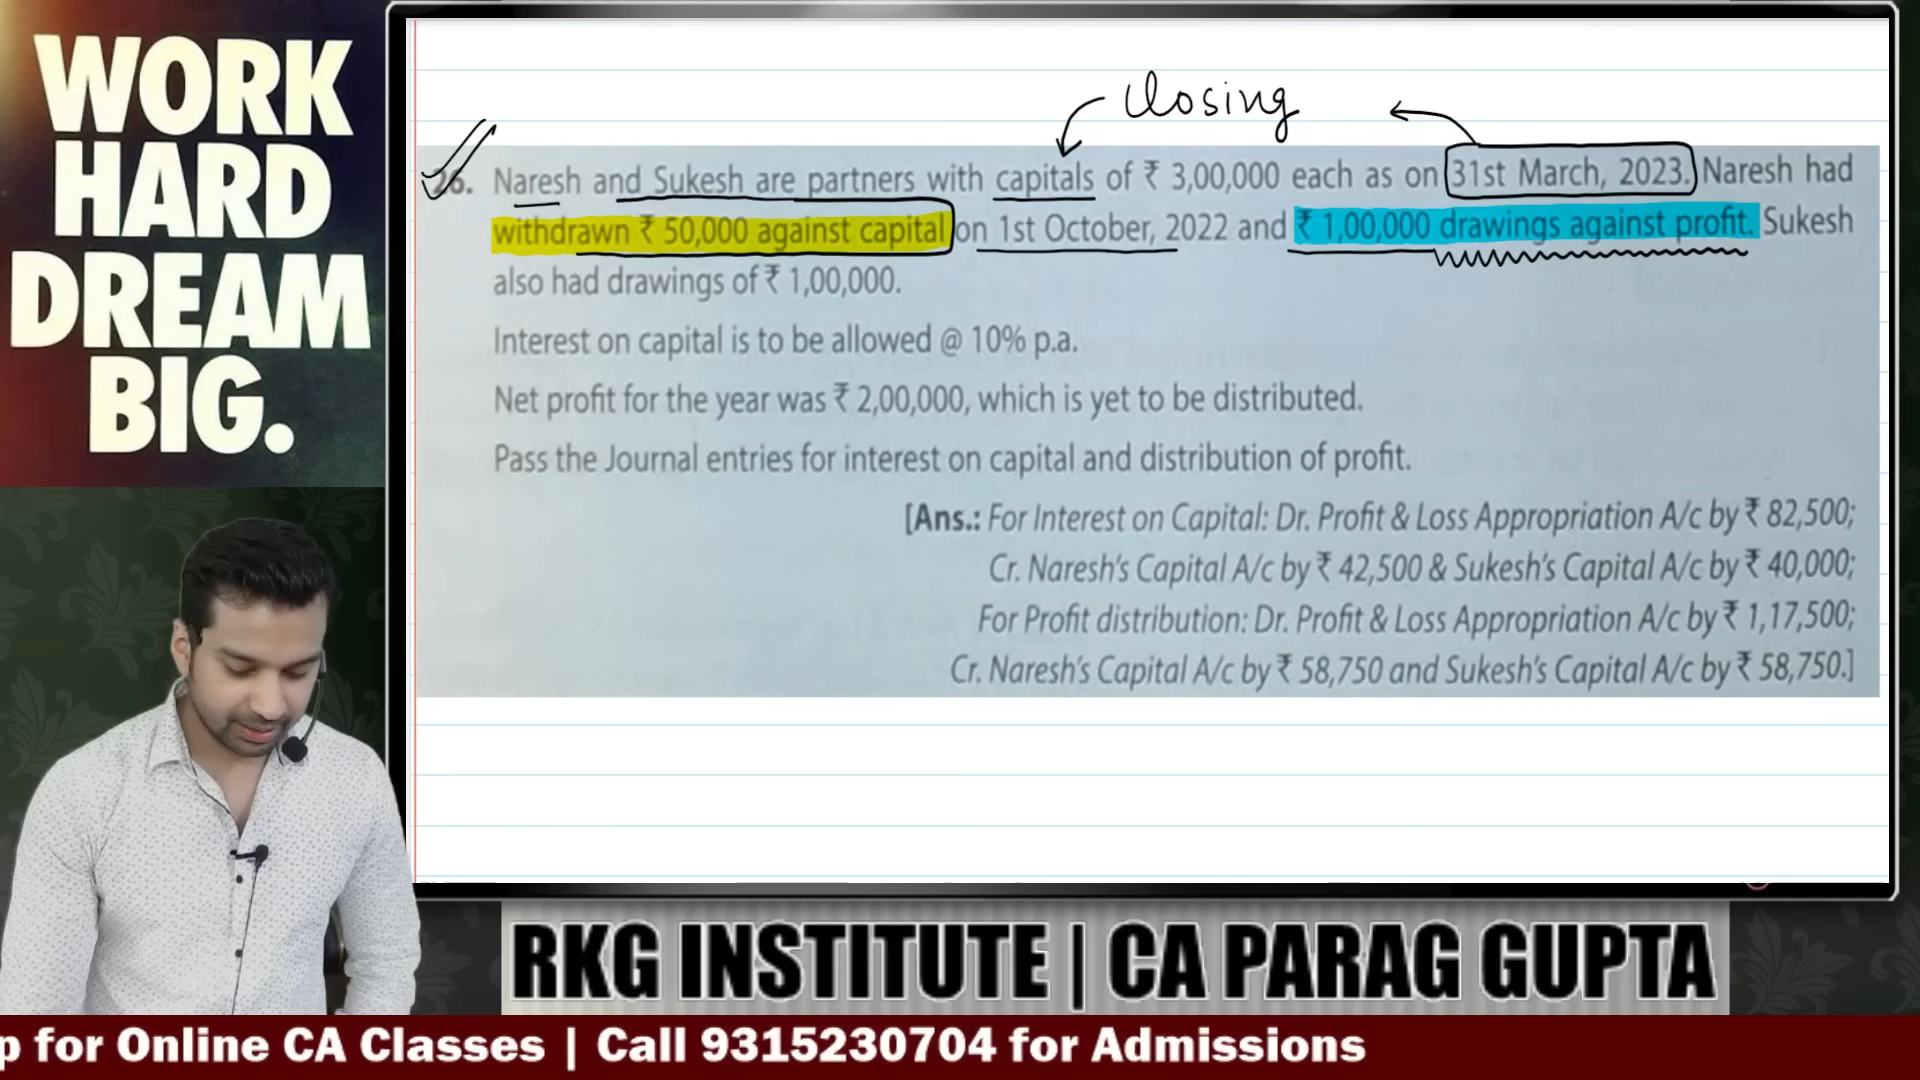 WORK
HARD
DREAM
BIG.
Closing
26. Naresh and Sukesh are partners with capitals of ₹ 3,00,000 each as on 31st March, 2023. Naresh had
withdrawn ₹ 50,000 against capital on 1st October, 2022 and ₹ 1,00,000 drawings against profit. Sukesh
also had drawings of ₹ 1,00,000.
Interest on capital is to be allowed @ 10% p.a.
Net profit for the year was ₹ 2,00,000, which is yet to be distributed.
Pass the Journal entries for interest on capital and distribution of profit.
[Ans.: For Interest on Capital: Dr. Profit & Loss Appropriation A/c by ₹ 82,500;
Cr. Naresh's Capital A/c by ₹ 42,500 & Sukesh's Capital A/c by ₹ 40,000;
For Profit distribution: Dr. Profit & Loss Appropriation A/c by ₹ 1,17,500;
Cr. Naresh's Capital A/c by ₹ 58,750 and Sukesh's Capital A/c by ₹ 58,750.]
RKG INSTITUTE | CA PARAG GUPTA
p for Online CA Classes | Call 9315230704 for Admissions